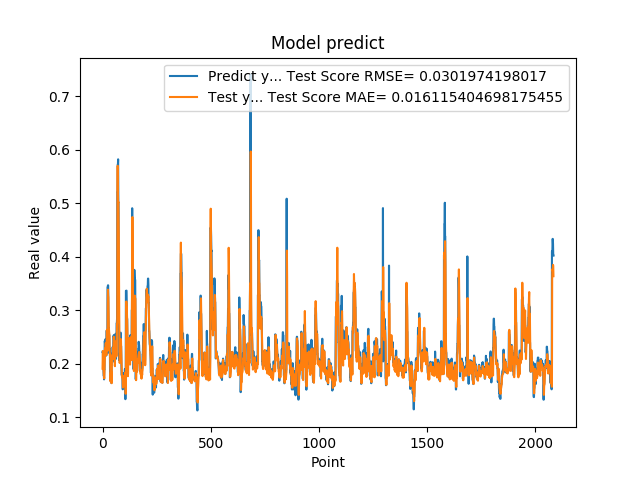 Model predict
Predict y... Test Score RMSE= 0.0301974198017
Test y... Test Score MAE= 0.016115404698175455
0.7
0.6
0.5
0.4
0.3
0.2
0.1
Real value
0 500 1000 1500 2000
Point